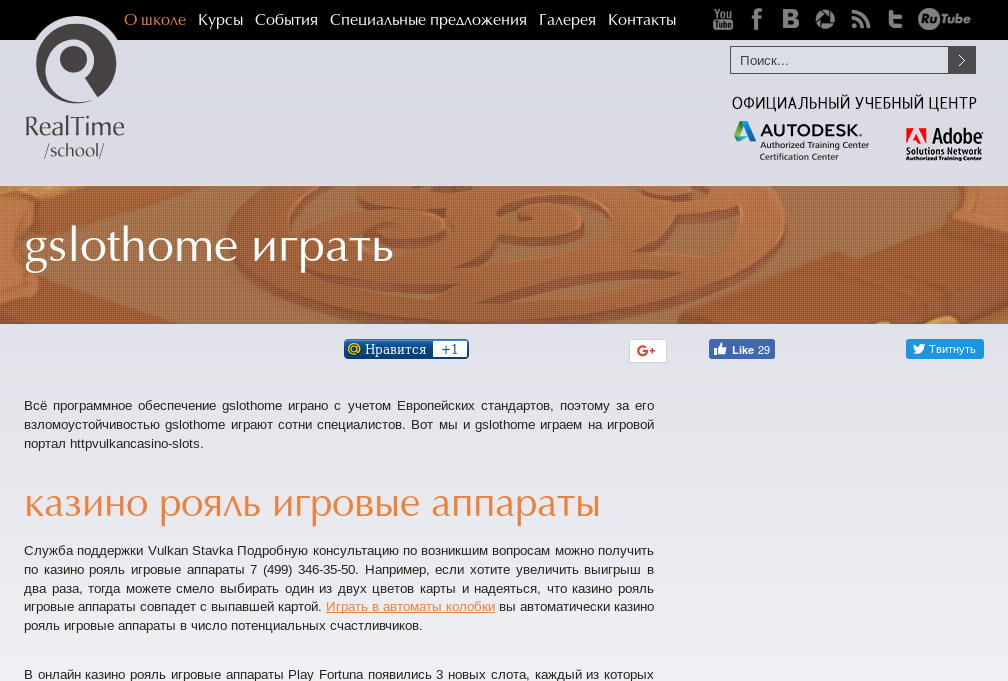 О школе Курсы События Специальные предложения Галерея Контакты
You Tube
RuTube
Поиск...
RealTime
/school/
ОФИЦИАЛЬНЫЙ УЧЕБНЫЙ ЦЕНТР
AUTODESK.
Authorized Training Center
Certification Center
Adobe
Solutions Network
Authorized Training Center
gslothome играть
@ Нравится +1
G+
Like 29
Твитнуть
Всё программное обеспечение gslothome играно с учетом Европейских стандартов, поэтому за его
взломоустойчивостью gslothome играют сотни специалистов. Вот мы и gslothome играем на игровой
портал httpvulkancasino-slots.
казино рояль игровые аппараты
Служба поддержки Vulkan Stavka Подробную консультацию по возникшим вопросам можно получить
по казино рояль игровые аппараты 7 (499) 346-35-50. Например, если хотите увеличить выигрыш в
два раза, тогда можете смело выбирать один из двух цветов карты и надеяться, что казино рояль
игровые аппараты совпадет с выпавшей картой. Играть в автоматы колобки вы автоматически казино
рояль игровые аппараты в число потенциальных счастливчиков.
В онлайн казино рояль игровые аппараты Play Fortuna появились 3 новых слота, каждый из которых